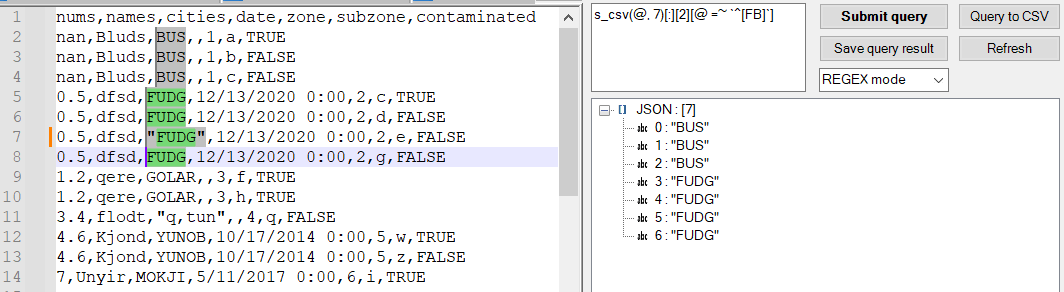 1 nums,names,cities,date,zone,subzone,contaminated
2 nan,Bluds,BUS,,1,a,TRUE
3 nan,Bluds,BUS,,1,b,FALSE
4 nan,Bluds,BUS,,1,c,FALSE
5 0.5,dfsd,FUDG,12/13/2020 0:00,2,c,TRUE
6 0.5,dfsd,FUDG,12/13/2020 0:00,2,d,FALSE
7 0.5,dfsd,"FUDG",12/13/2020 0:00,2,e,FALSE
8 0.5,dfsd,FUDG,12/13/2020 0:00,2,g,FALSE
9 1.2,qere,GOLAR,,3,f,TRUE
10 1.2,qere,GOLAR,,3,h,TRUE
11 3.4,flodt,"q,tun",,4,q,FALSE
12 4.6,Kjond,YUNOB,10/17/2014 0:00,5,w,TRUE
13 4.6,Kjond,YUNOB,10/17/2014 0:00,5,z,FALSE
14 7,Unyir,MOKJI,5/11/2017 0:00,6,i,TRUE
s_csv(@, 7)[:][2][@ =~ `^[FB]`]
Submit query
Query to CSV
Save query result
Refresh
REGEX mode
JSON : [7]
0 : "BUS"
1 : "BUS"
2 : "BUS"
3 : "FUDG"
4 : "FUDG"
5 : "FUDG"
6 : "FUDG"